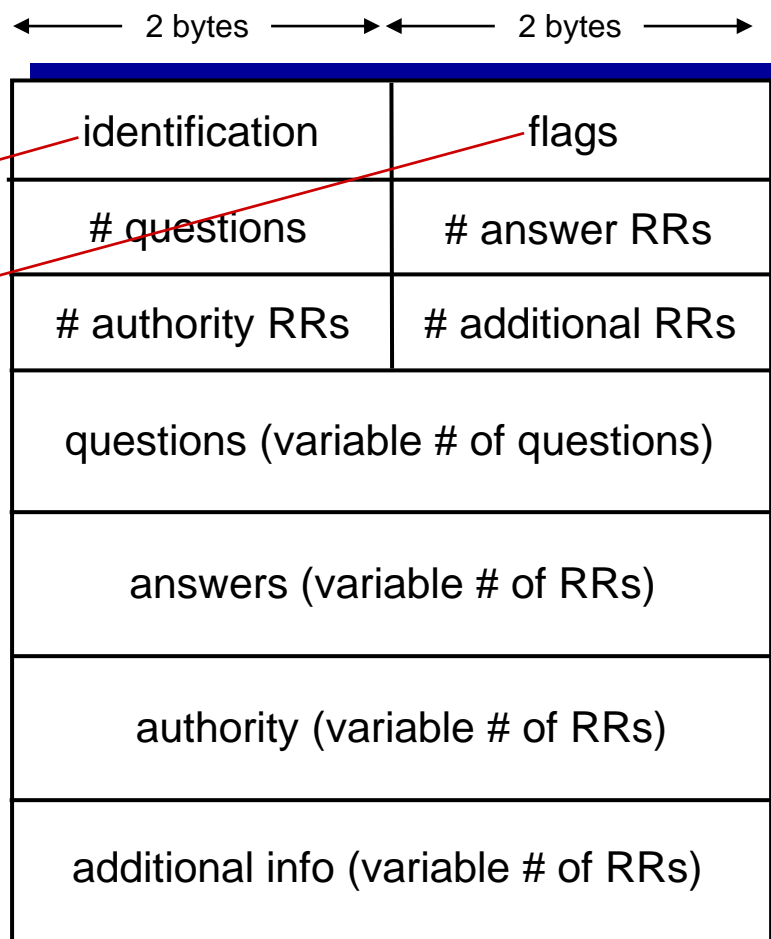 2 bytes 2 bytes
identification flags
# questions # answer RRs
# authority RRs # additional RRs
questions (variable # of questions)
answers (variable # of RRs)
authority (variable # of RRs)
additional info (variable # of RRs)